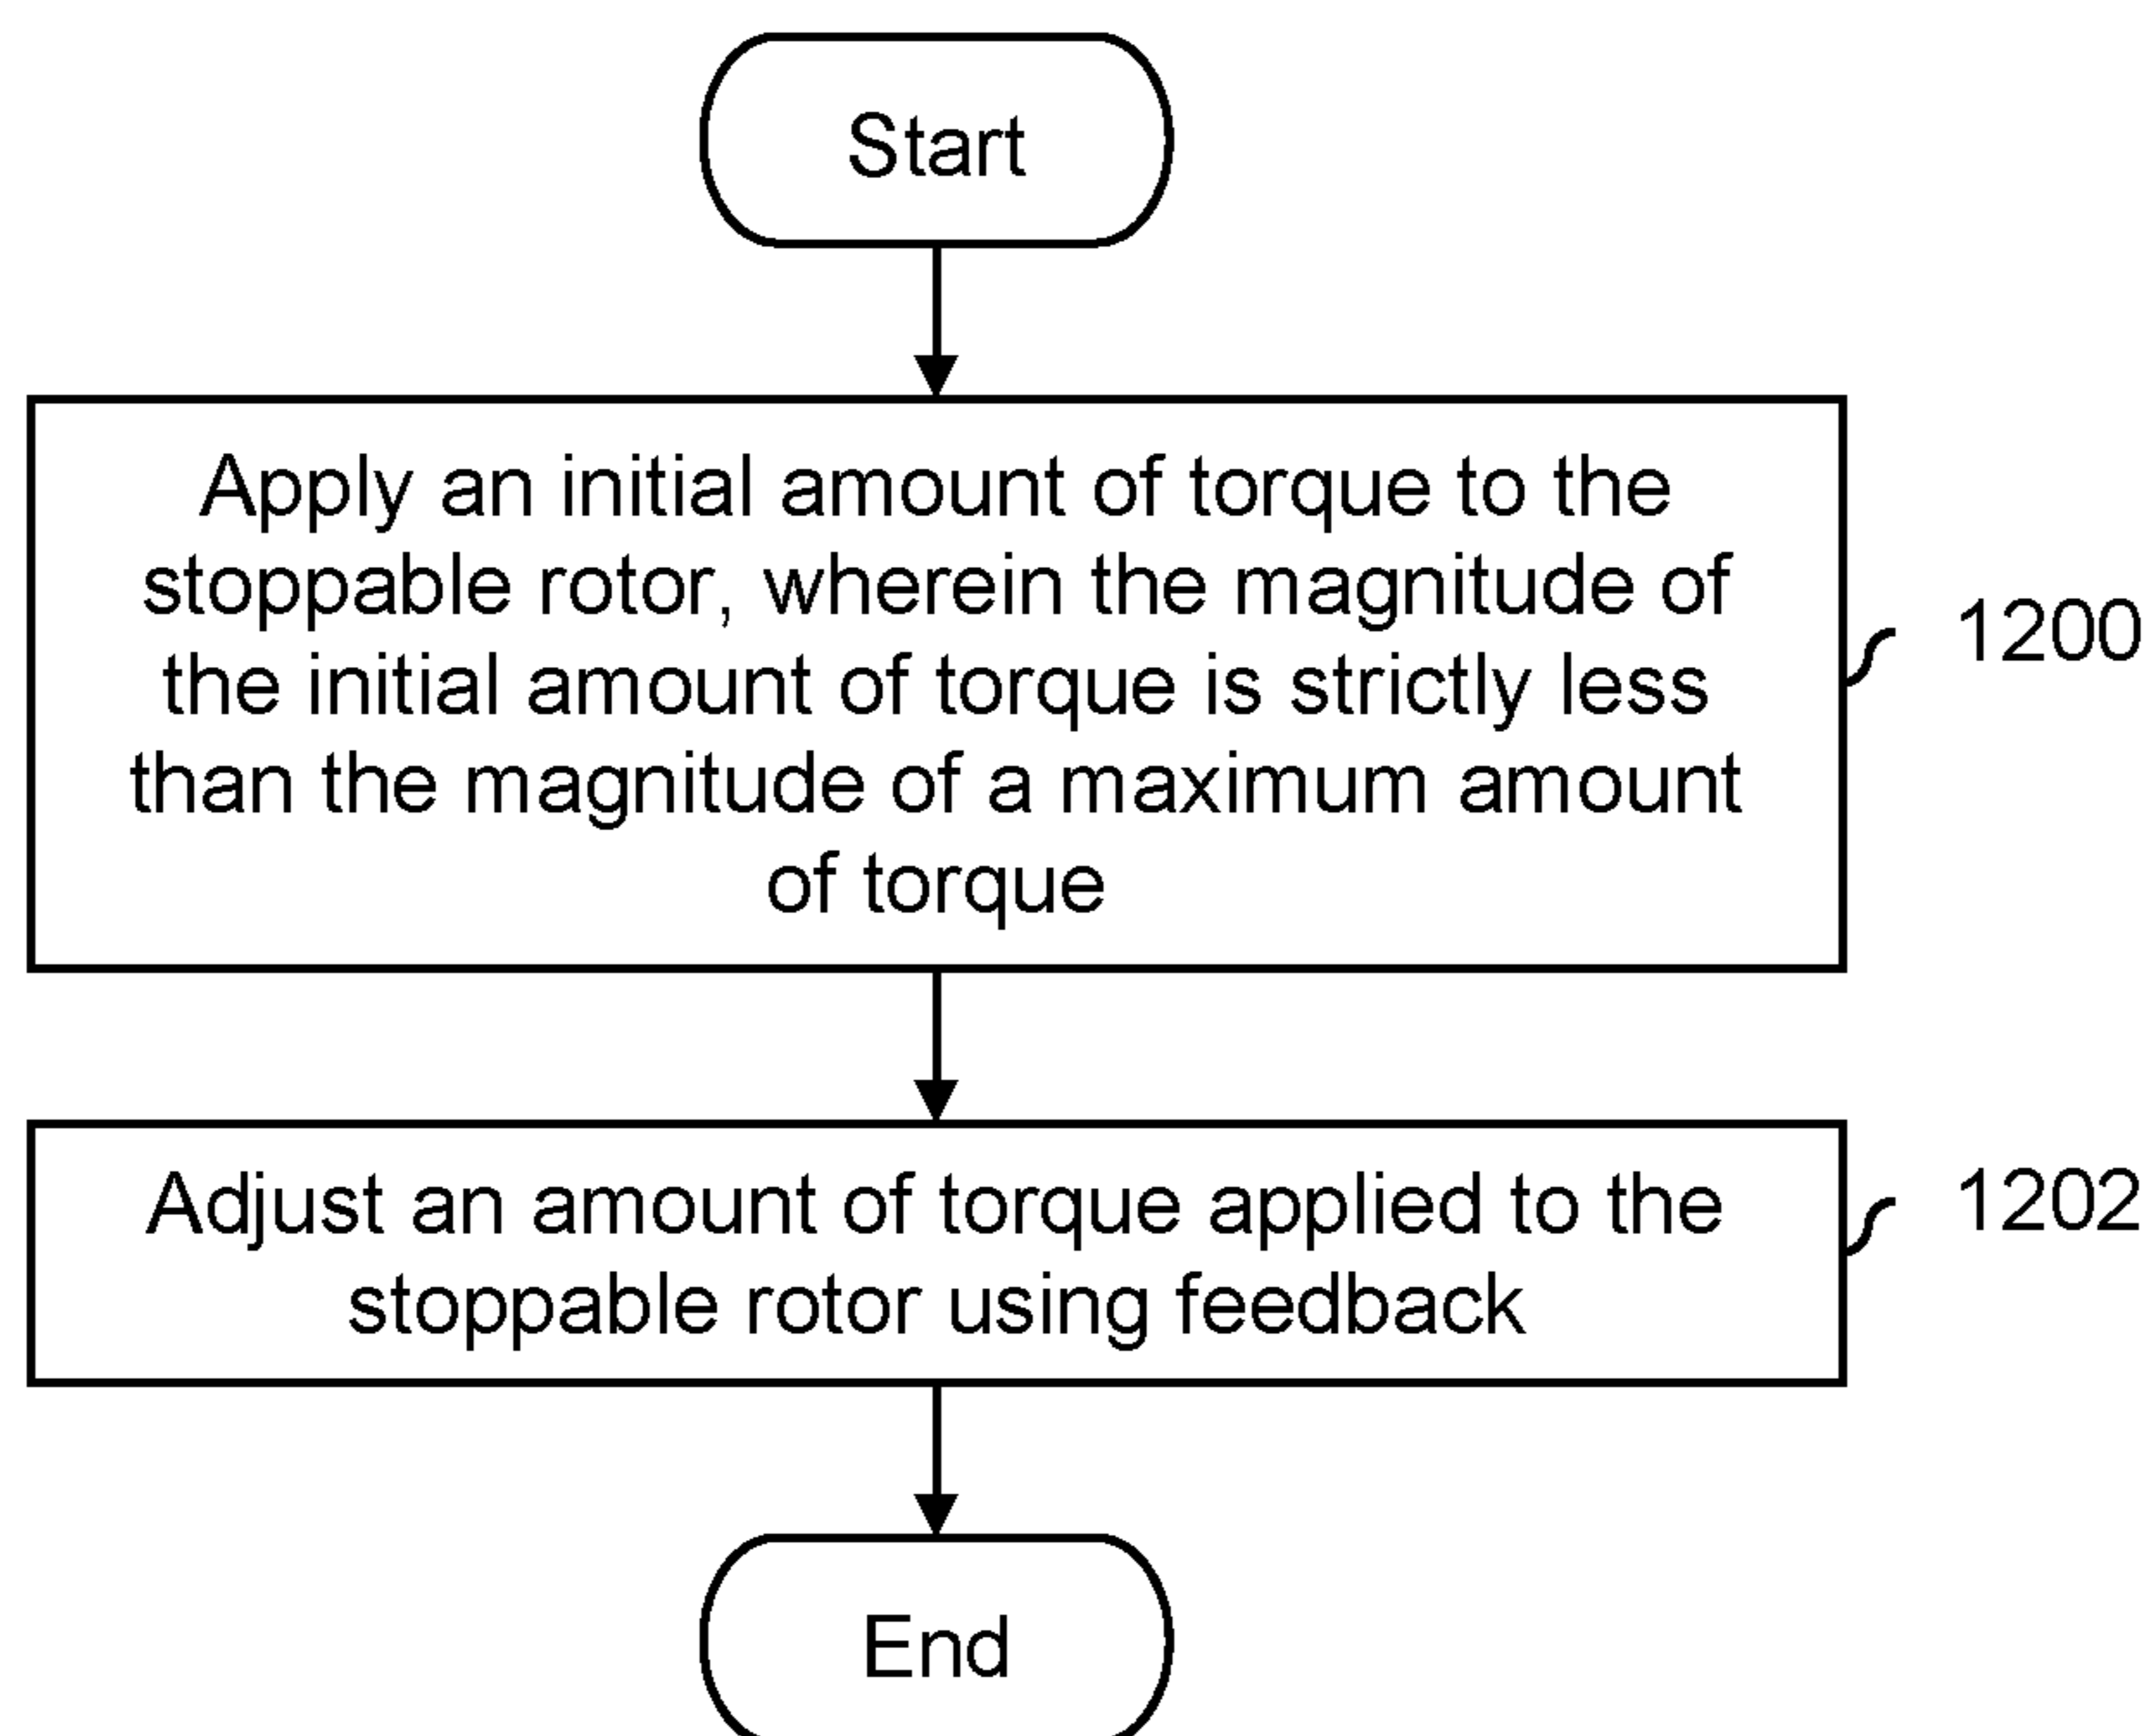 Start
Apply an initial amount of torque to the
stoppable rotor, wherein the magnitude of
the initial amount of torque is strictly less
than the magnitude of a maximum amount
of torque
1200
Adjust an amount of torque applied to the
stoppable rotor using feedback
1202
End